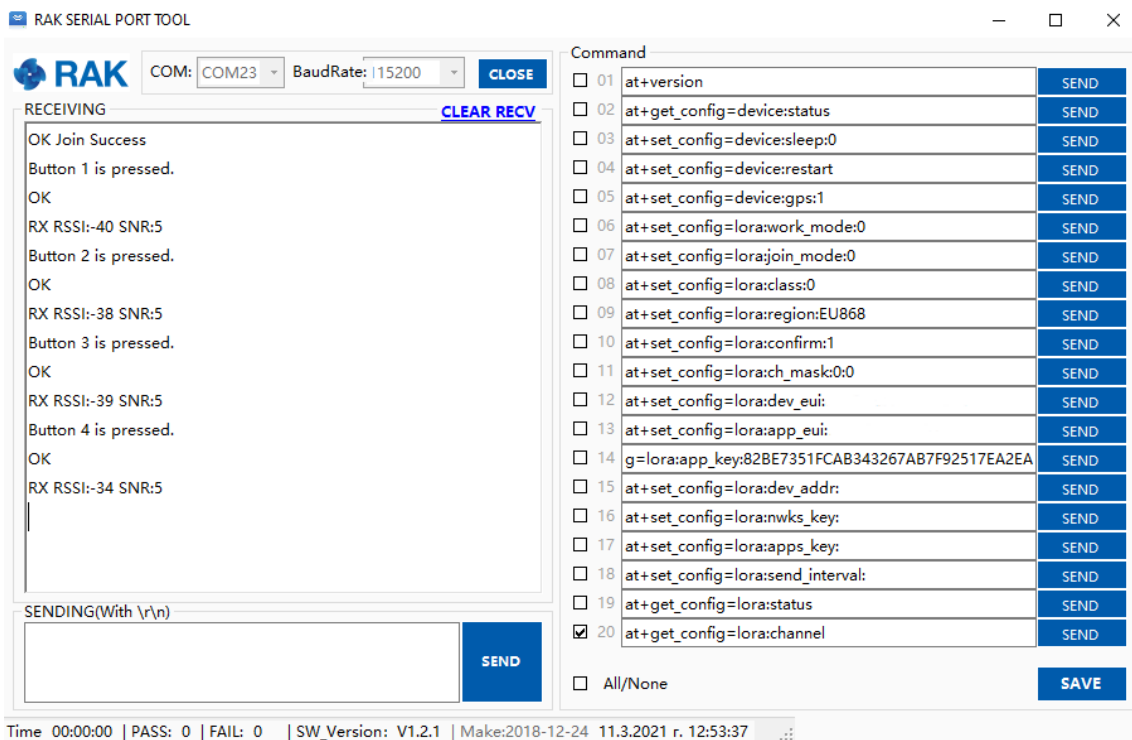 RAK SERIAL PORT TOOL
RAK
COM: COM23 BaudRate: 115200 CLOSE
RECEIVING CLEAR RECV
OK Join Success
Button 1 is pressed.
OK
RX RSSI:-40 SNR:5
Button 2 is pressed.
OK
RX RSSI:-38 SNR:5
Button 3 is pressed.
OK
RX RSSI:-39 SNR:5
Button 4 is pressed.
OK
RX RSSI:-34 SNR:5
SENDING(With \r\n)
SEND
Command
01 at+version SEND
02 at+get_config=device:status SEND
03 at+set_config=device:sleep:0 SEND
04 at+set_config=device:restart SEND
05 at+set_config=device:gps:1 SEND
06 at+set_config=lora:work_mode:0 SEND
07 at+set_config=lora:join_mode:0 SEND
08 at+set_config=lora:class:0 SEND
09 at+set_config=lora:region:EU868 SEND
10 at+set_config=lora:confirm:1 SEND
11 at+set_config=lora:ch_mask:0:0 SEND
12 at+set_config=lora:dev_eui: SEND
13 at+set_config=lora:app_eui: SEND
14 g=lora:app_key:82BE7351FCAB343267AB7F92517EA2EA SEND
15 at+set_config=lora:dev_addr: SEND
16 at+set_config=lora:nwks_key: SEND
17 at+set_config=lora:apps_key: SEND
18 at+set_config=lora:send_interval: SEND
19 at+get_config=lora:status SEND
20 at+get_config=lora:channel SEND
All/None SAVE
Time 00:00:00 | PASS: 0 | FAIL: 0 | SW_Version: V1.2.1 | Make:2018-12-24 11.3.2021 г. 12:53:37